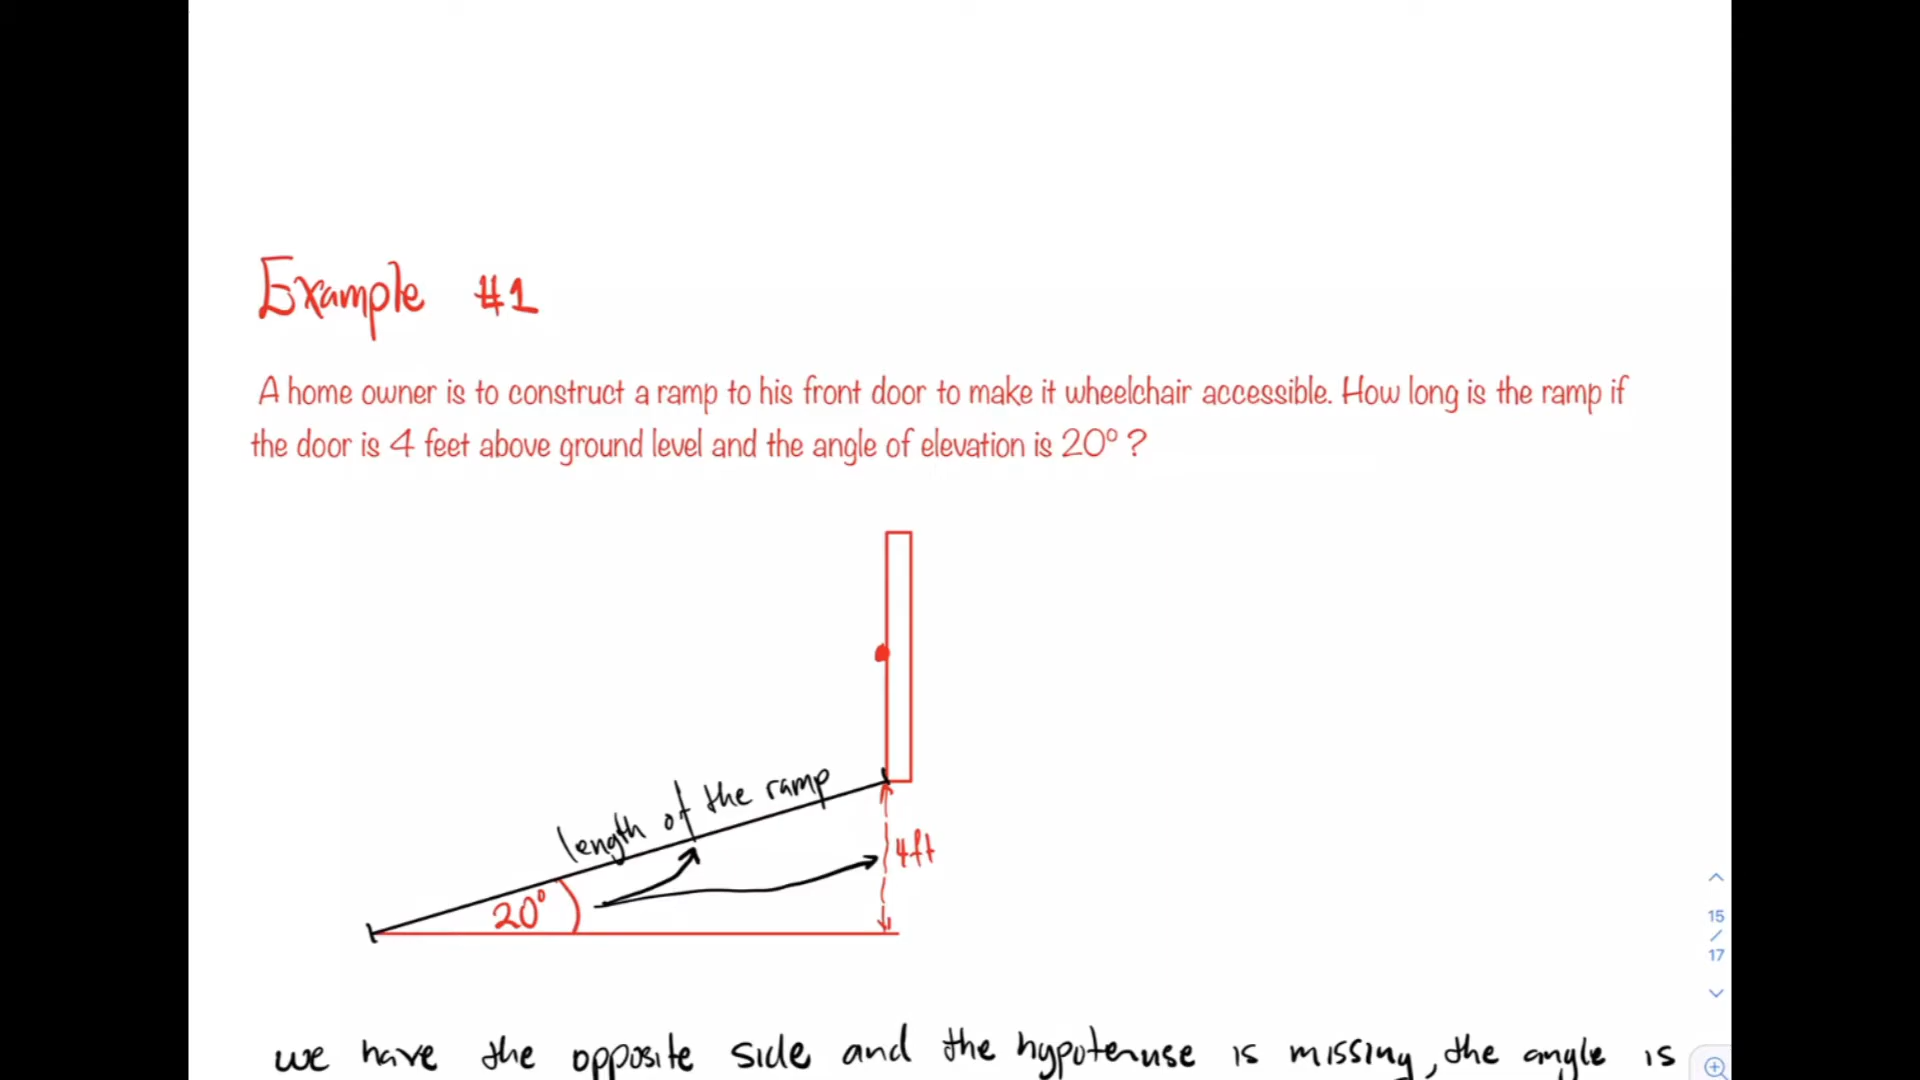 Example #1
A home owner is to construct a ramp to his front door to make it wheelchair accessible. How long is the ramp if
the door is 4 feet above ground level and the angle of elevation is 20° ?
length of the ramp
4ft
20°
15
/
17
we have the opposite side and the hypotenuse is missing, the angle is